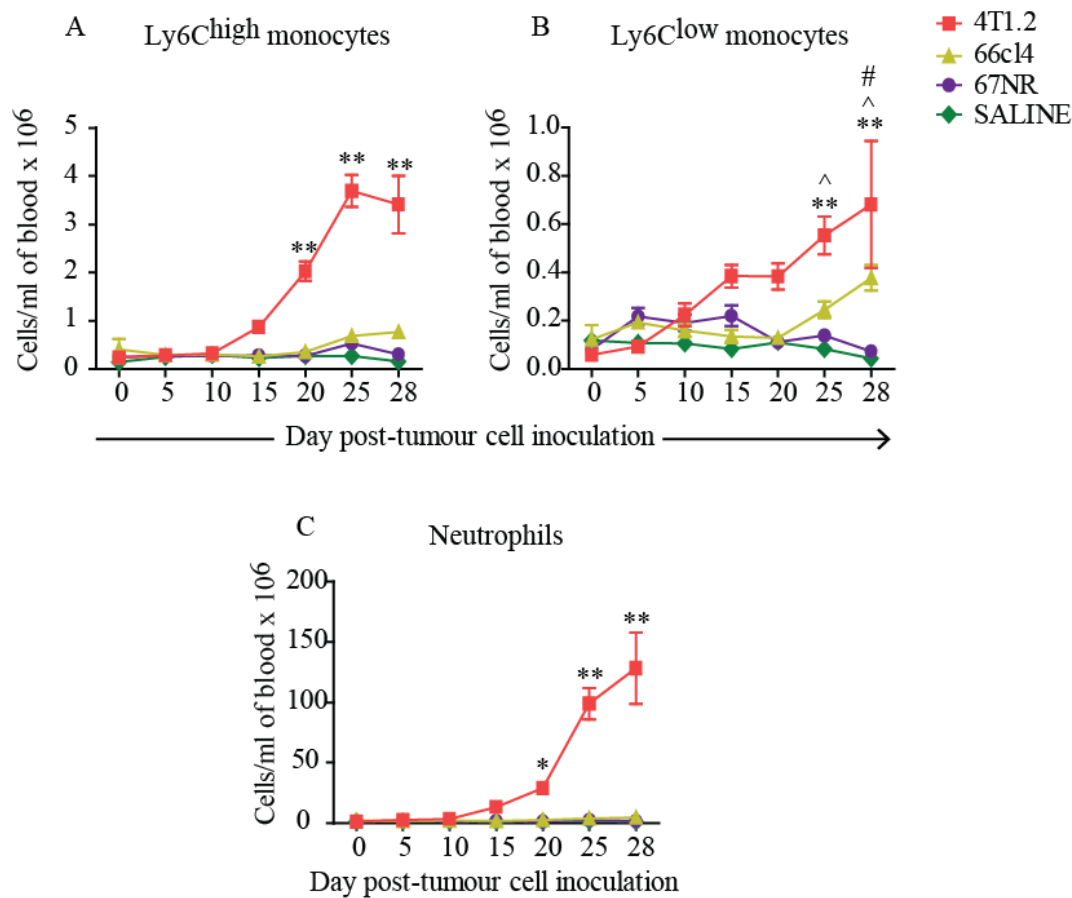 A
Ly6Chigh monocytes
Cells/ml of blood x 106
5
4
3
2
1
0
0 5 10 15 20 25 28
**
**
**
B
Ly6Clow monocytes
Cells/ml of blood x 106
1.0
0.8
0.6
0.4
0.2
0.0
0 5 10 15 20 25 28
^
**
#
^
**
4T1.2
66cl4
67NR
SALINE
Day post-tumour cell inoculation
C
Neutrophils
Cells/ml of blood x 106
200
150
100
50
0
0 5 10 15 20 25 28
*
**
**
Day post-tumour cell inoculation